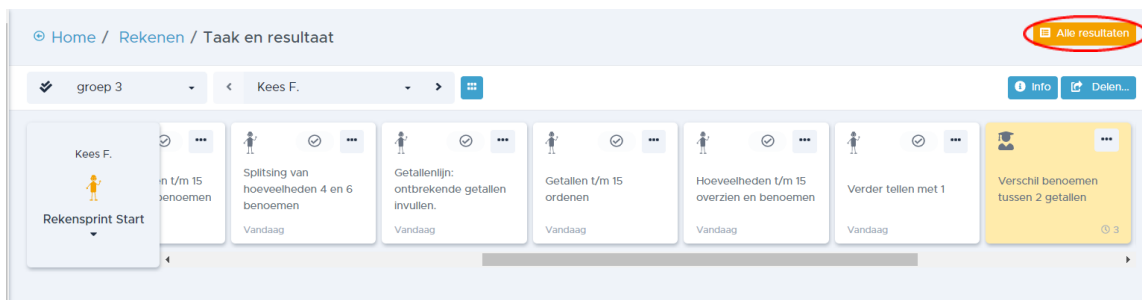 Home / Rekenen / Taak en resultaat
Alle resultaten
groep 3
Kees F.
Info
Delen...
Kees F.
Rekensprint Start
n t/m 15
benoemen
Splitsing van
hoeveelheden 4 en 6
benoemen
Vandaag
Getallenlijn:
ontbrekende getallen
invullen.
Vandaag
Getallen t/m 15
ordenen
Vandaag
Hoeveelheden t/m 15
overzien en benoemen
Vandaag
Verder tellen met 1
Vandaag
Verschil benoemen
tussen 2 getallen
3